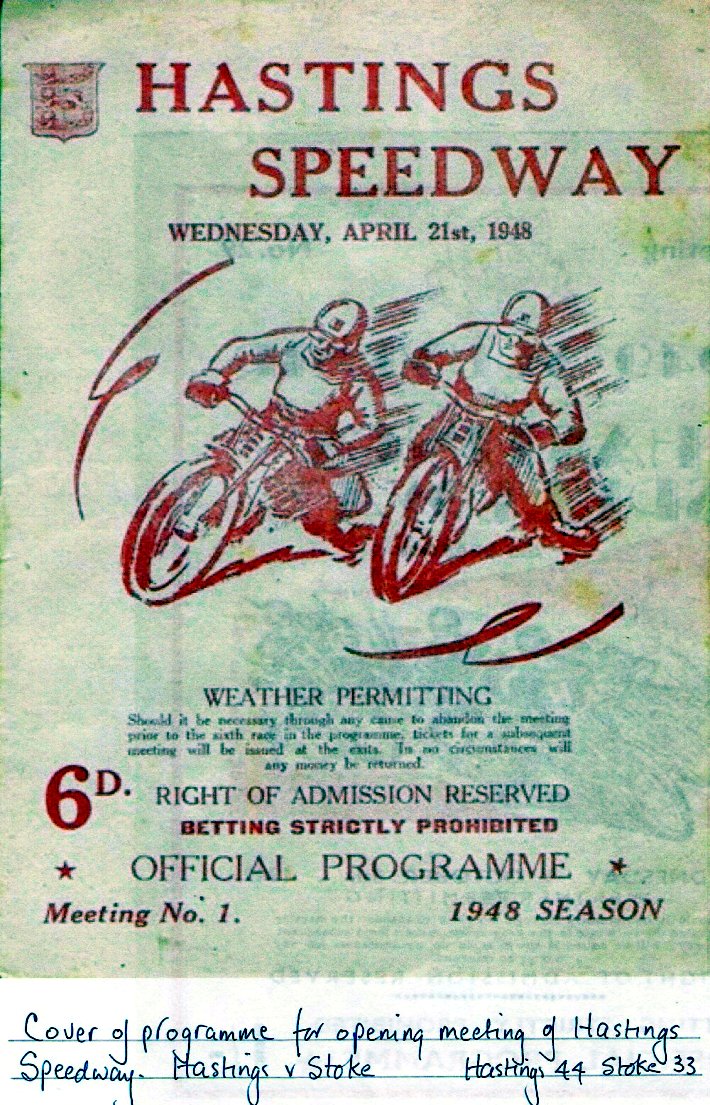 HASTINGS
SPEEDWAY
WEDNESDAY, APRIL 21st, 1948
WEATHER PERMITTING
Should it be necessary through any cause to abandon the meeting
prior to the sixth race in the programme, tickets for a subsequent
meeting will be issued at the exits. In no circumstances will
any money be returned.
6D. RIGHT OF ADMISSION RESERVED
BETTING STRICTLY PROHIBITED
★ OFFICIAL PROGRAMME ★
Meeting No. 1. 1948 SEASON
Cover of programme for opening meeting of Hastings
Speedway. Hastings v Stoke Hastings 44 Stoke 33